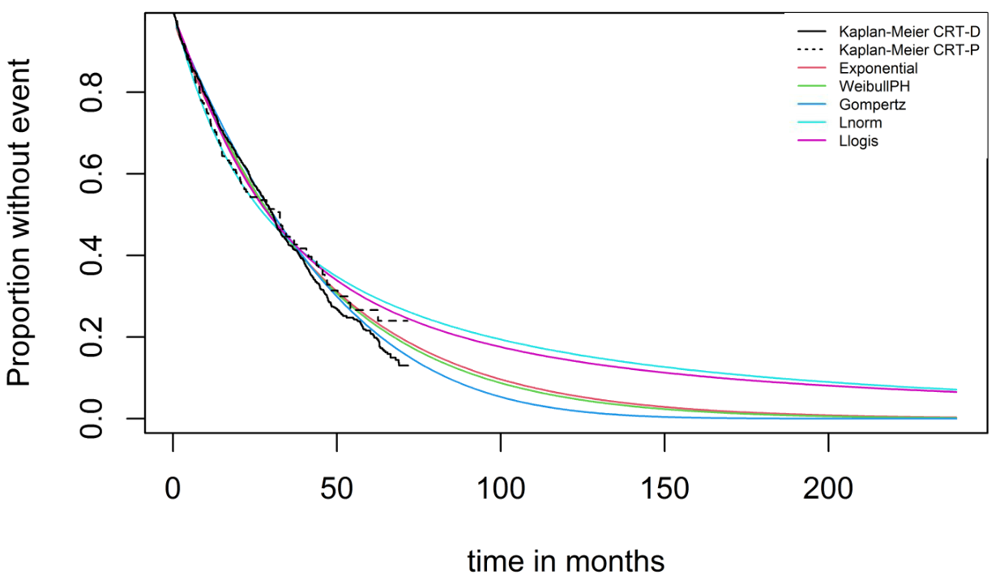 Kaplan-Meier CRT-D
Kaplan-Meier CRT-P
Exponential
WeibullPH
Gompertz
Lnorm
Llogis
Proportion without event
0.8
0.6
0.4
0.2
0.0
0 50 100 150 200
time in months